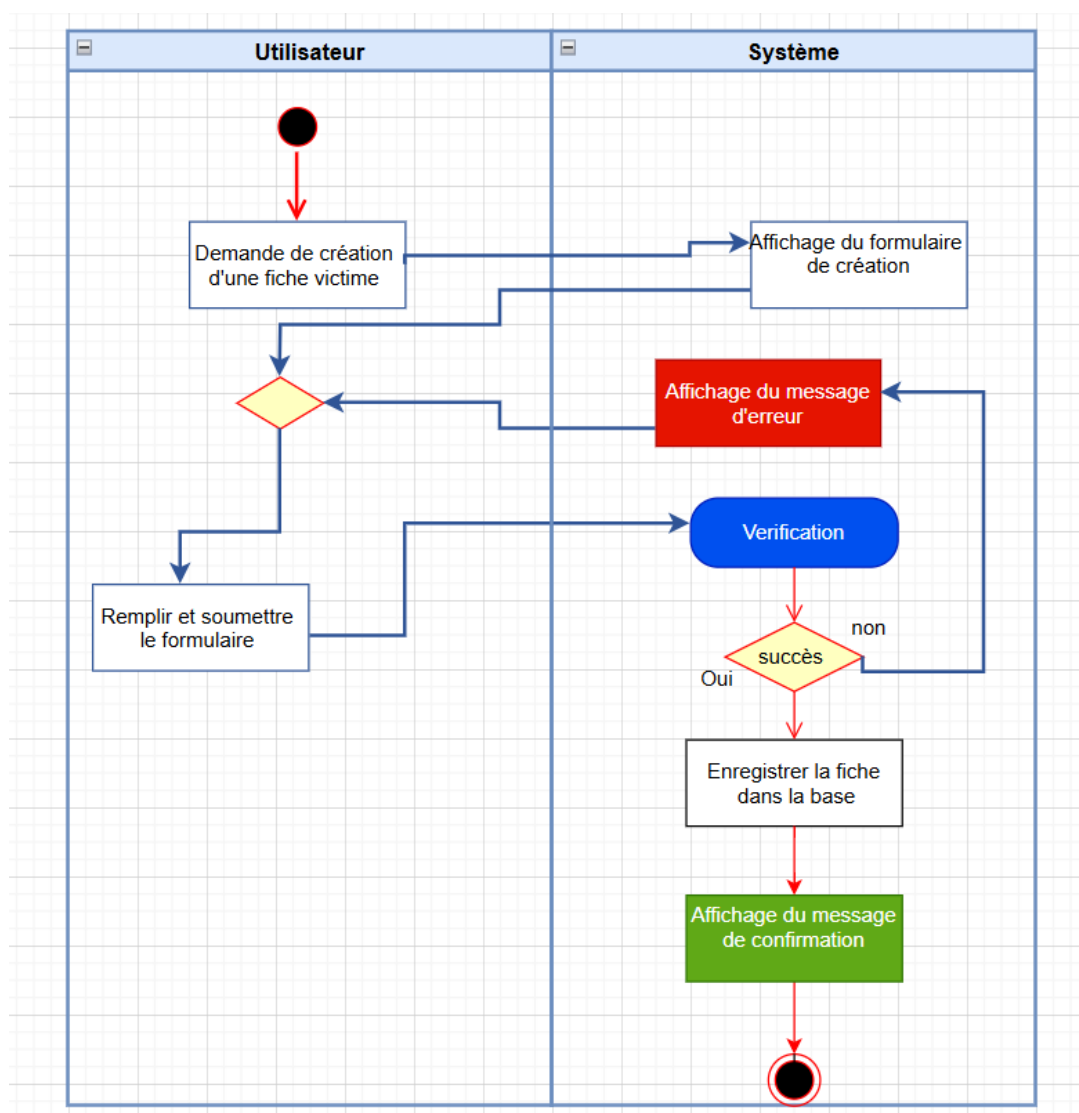 Utilisateur
Système
Demande de création
d'une fiche victime
Affichage du formulaire
de création
Affichage du message
d'erreur
Verification
Remplir et soumettre
le formulaire
non
succès
Oui
Enregistrer la fiche
dans la base
Affichage du message
de confirmation